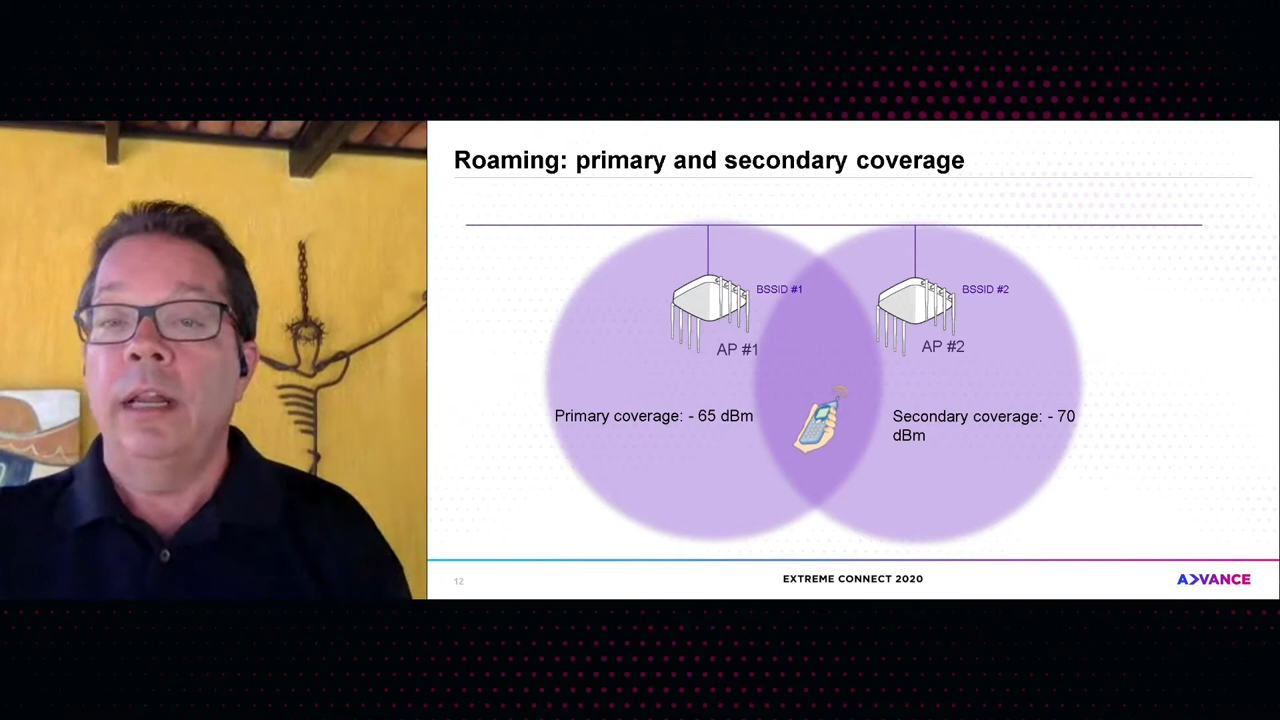 Roaming: primary and secondary coverage
BSSID #1
BSSID #2
AP #1
AP #2
Primary coverage: - 65 dBm
Secondary coverage: - 70
dBm
12
EXTREME CONNECT 2020
ADVANCE